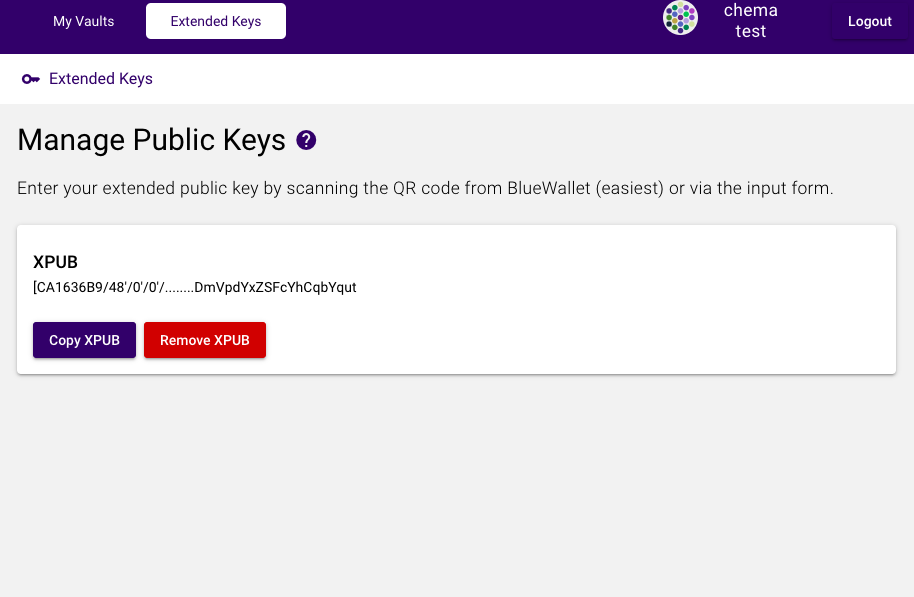 My Vaults
Extended Keys
chema
test
Logout
Extended Keys
Manage Public Keys ?
Enter your extended public key by scanning the QR code from BlueWallet (easiest) or via the input form.
XPUB
[CA1636B9/48'/0'/0'/........DmVpdYxZSFcYhCqbYqut
Copy XPUB
Remove XPUB